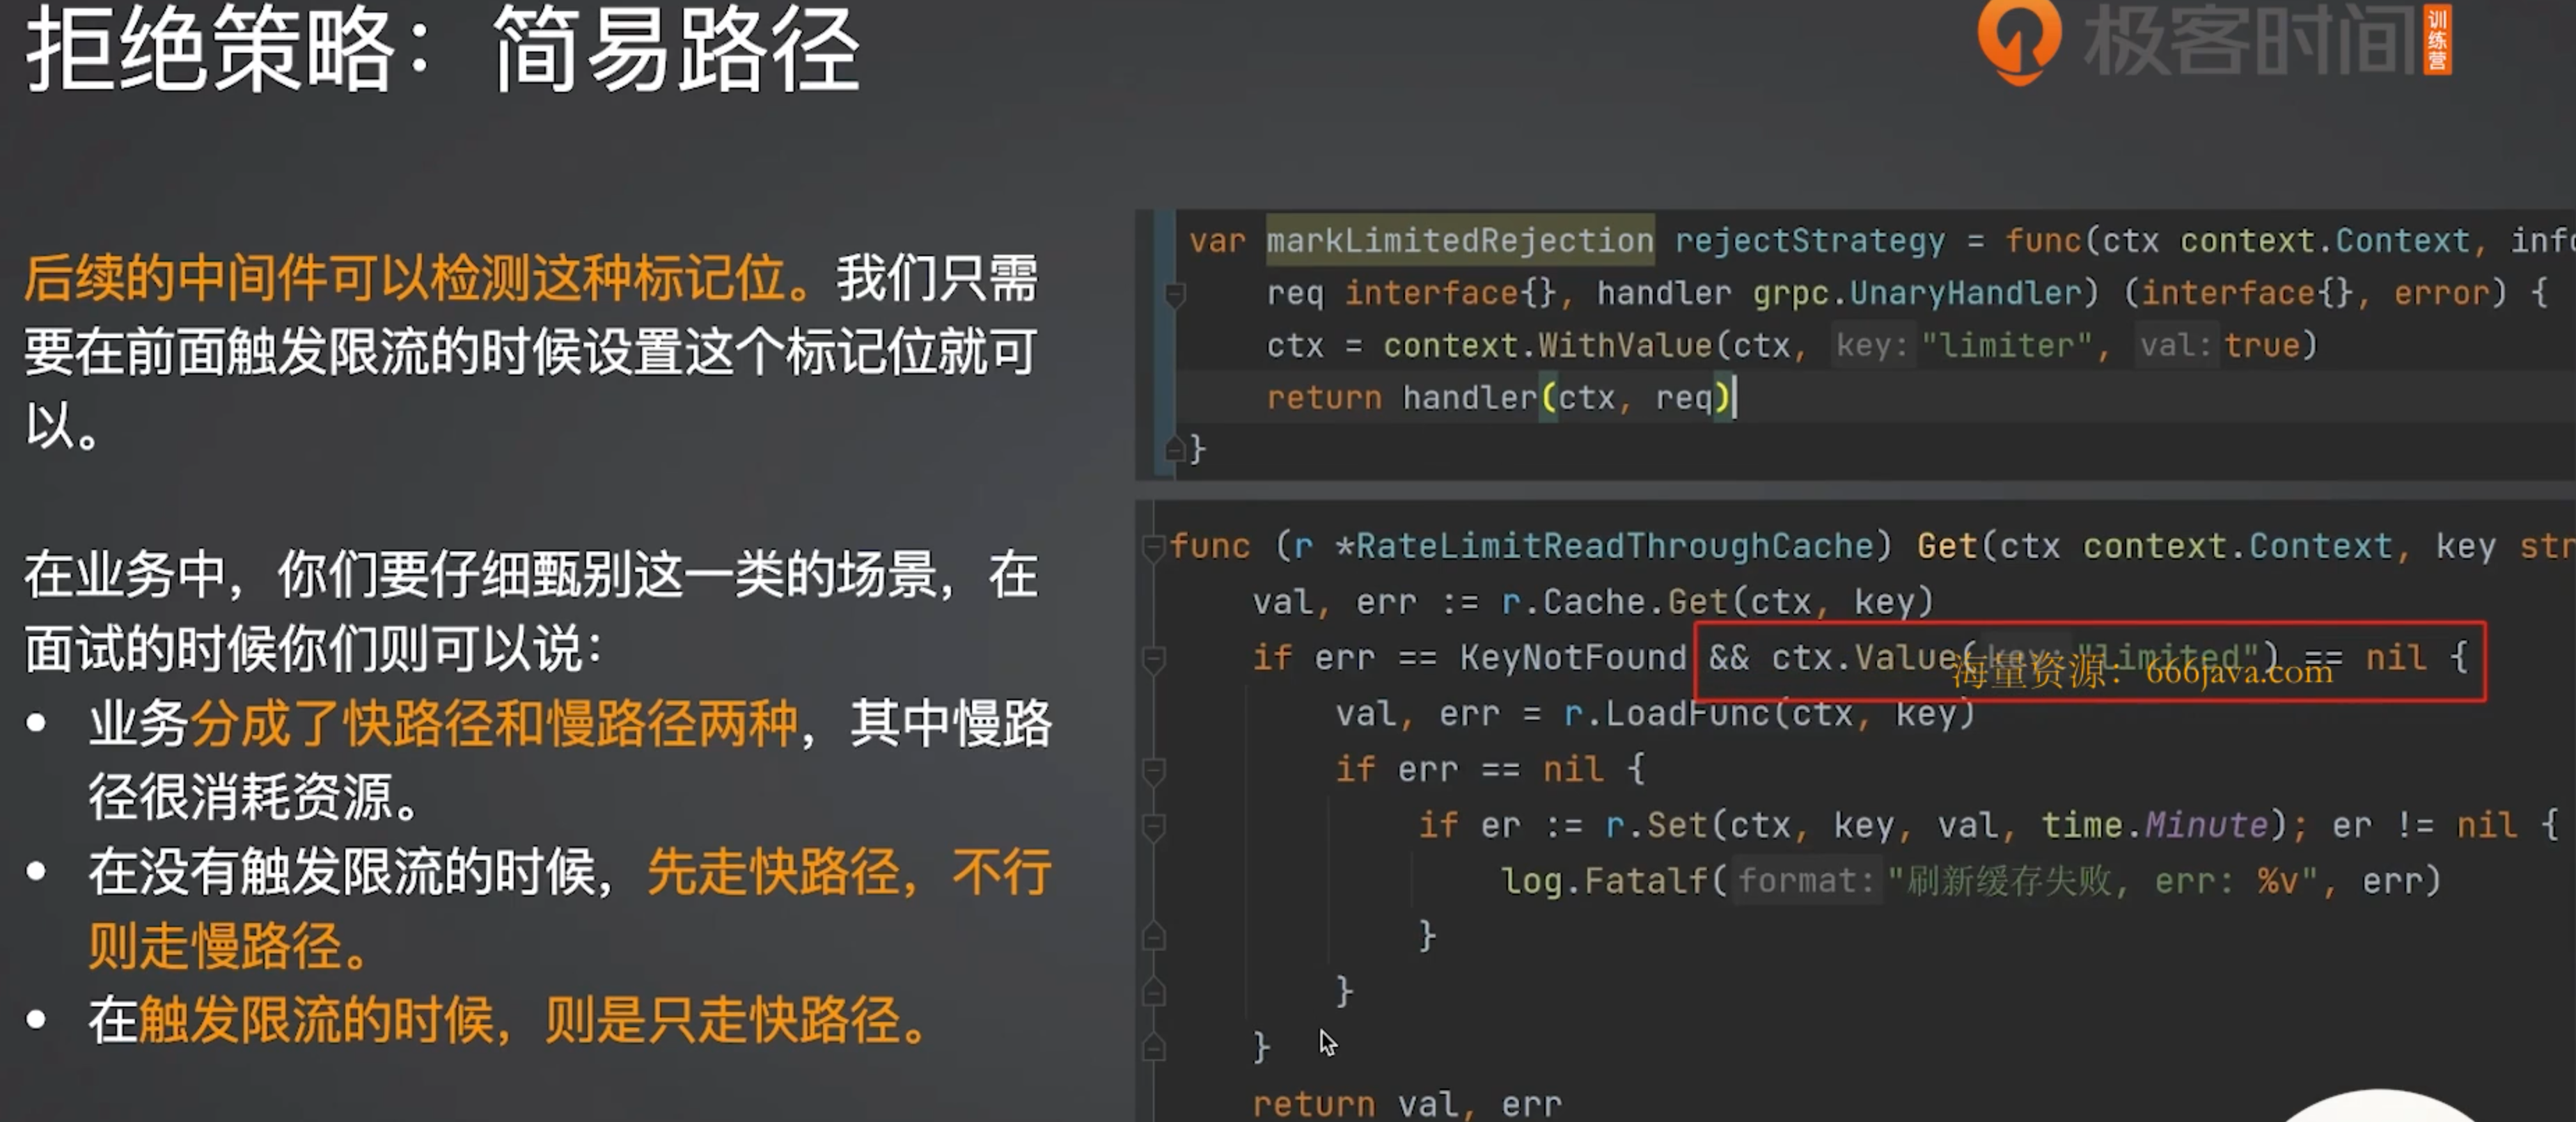 拒绝策略：简易路径
极客时间
训练营
后续的中间件可以检测这种标记位。我们只需
要在前面触发限流的时候设置这个标记位就可
以。
在业务中，你们要仔细甄别这一类的场景，在
面试的时候你们则可以说：
• 业务分成了快路径和慢路径两种，其中慢路
径很消耗资源。
• 在没有触发限流的时候，先走快路径，不行
则走慢路径。
• 在触发限流的时候，则是只走快路径。
var markLimitedRejection rejectStrategy = func(ctx context.Context, info
req interface{}, handler grpc.UnaryHandler) (interface{}, error) {
ctx = context.WithValue(ctx, key: "limiter", val: true)
return handler(ctx, req)
}
func (r *RateLimitReadThroughCache) Get(ctx context.Context, key str
val, err := r.Cache.Get(ctx, key)
if err == KeyNotFound && ctx.Value(key: "limited") == nil {
海量资源：666java.com
val, err = r.LoadFunc(ctx, key)
if err == nil {
if er := r.Set(ctx, key, val, time.Minute); er != nil {
log.Fatalf( format: "刷新缓存失败, err: %v", err)
}
}
}
return val, err